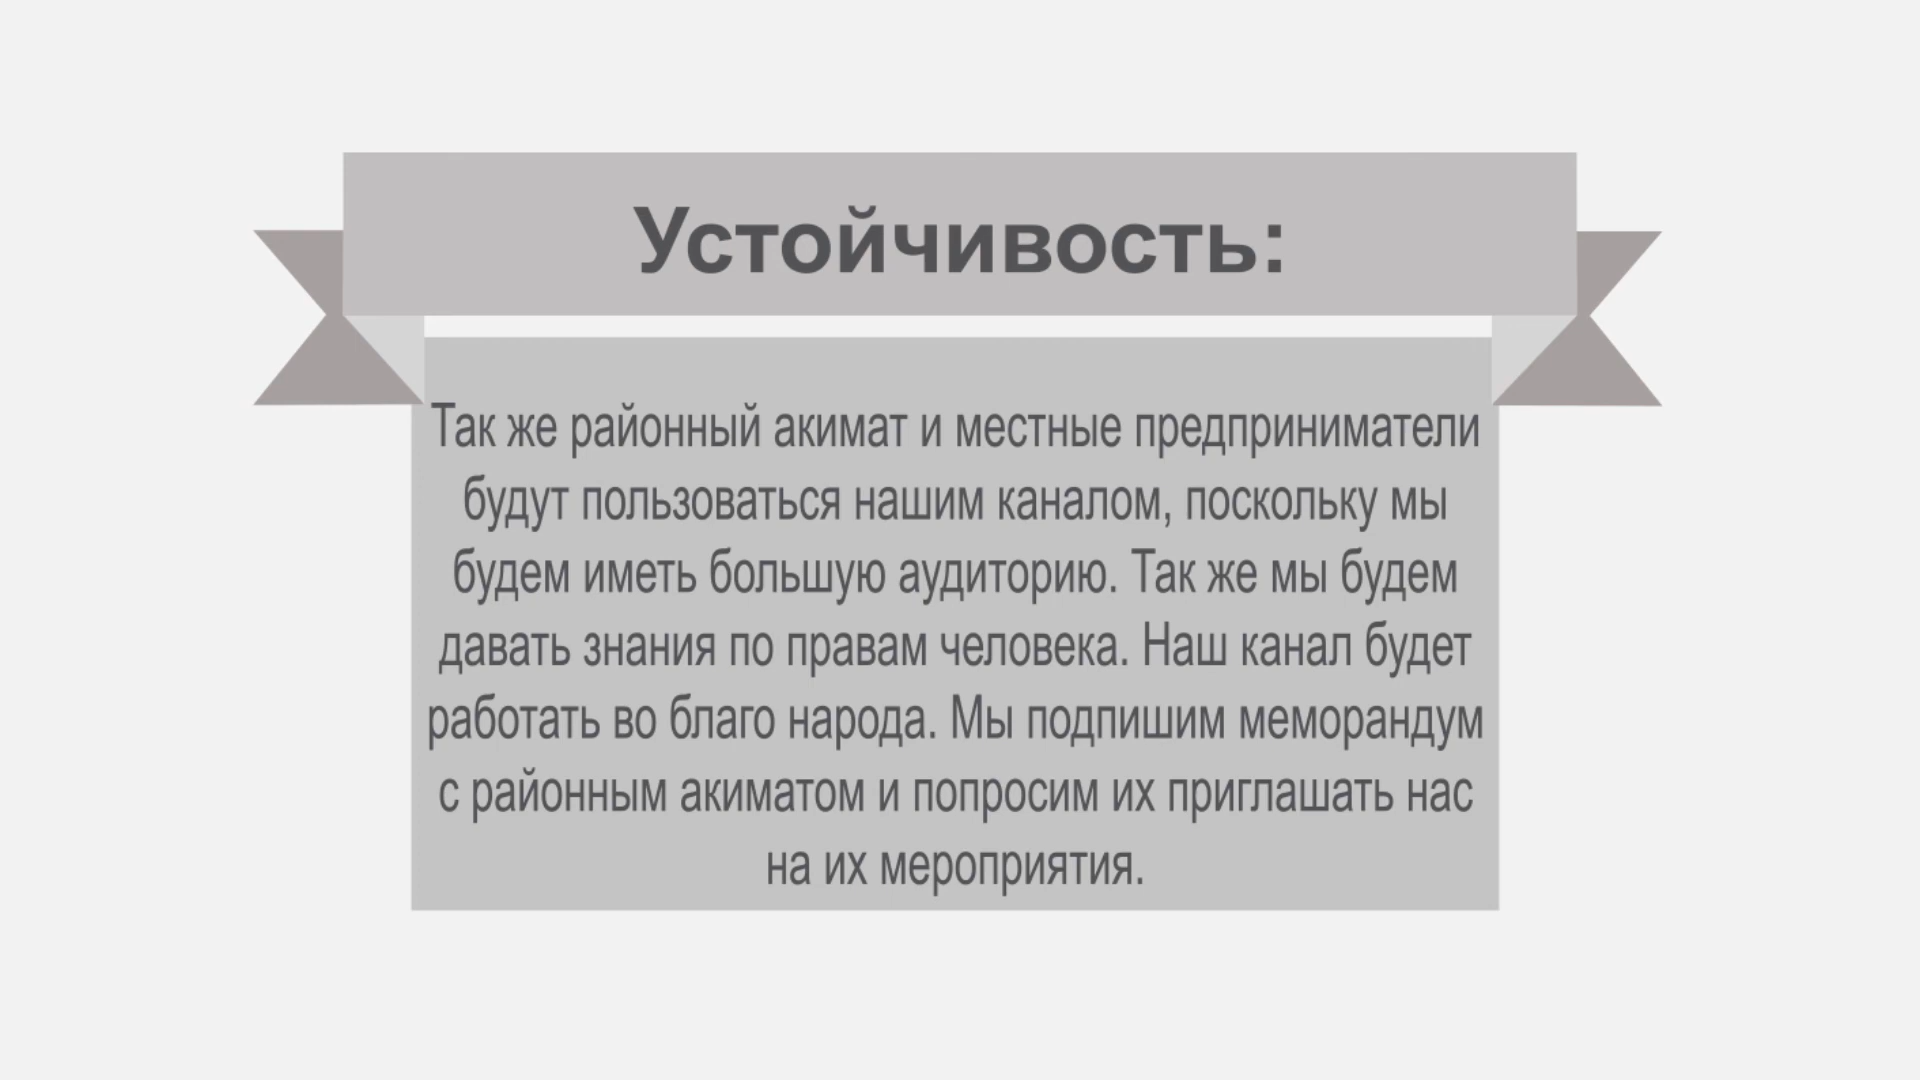 Устойчивость:
Так же районный акимат и местные предприниматели
будут пользоваться нашим каналом, поскольку мы
будем иметь большую аудиторию. Так же мы будем
давать знания по правам человека. Наш канал будет
работать во благо народа. Мы подпишим меморандум
с районным акиматом и попросим их приглашать нас
на их мероприятия.